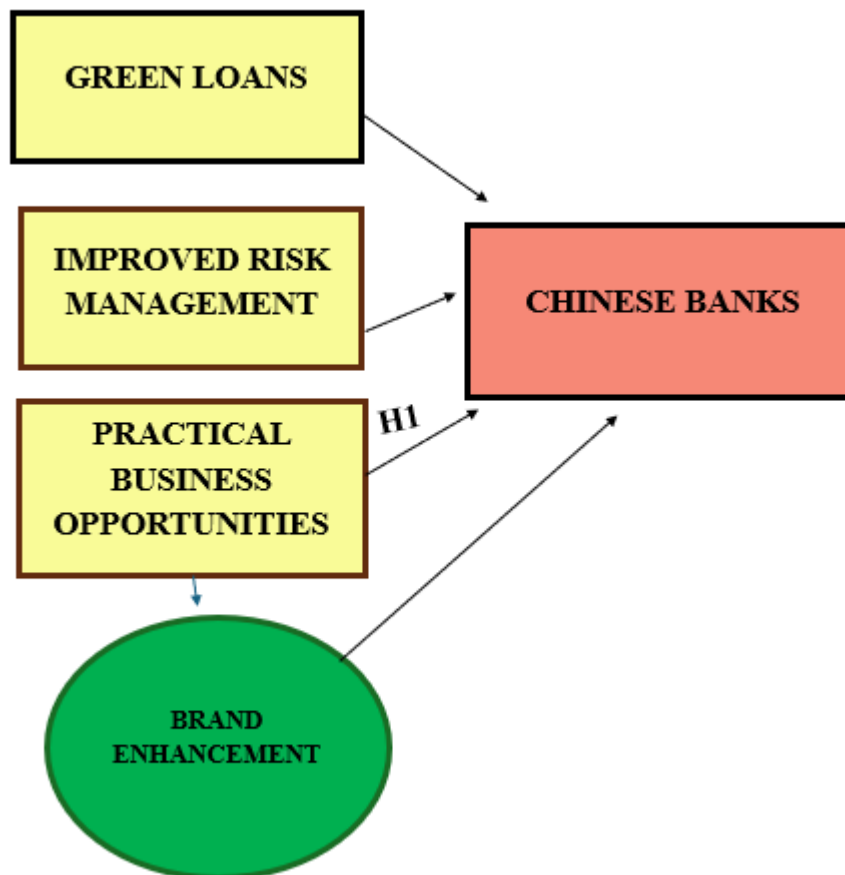 GREEN LOANS
IMPROVED RISK
MANAGEMENT
CHINESE BANKS
H1
PRACTICAL
BUSINESS
OPPORTUNITIES
BRAND
ENHANCEMENT